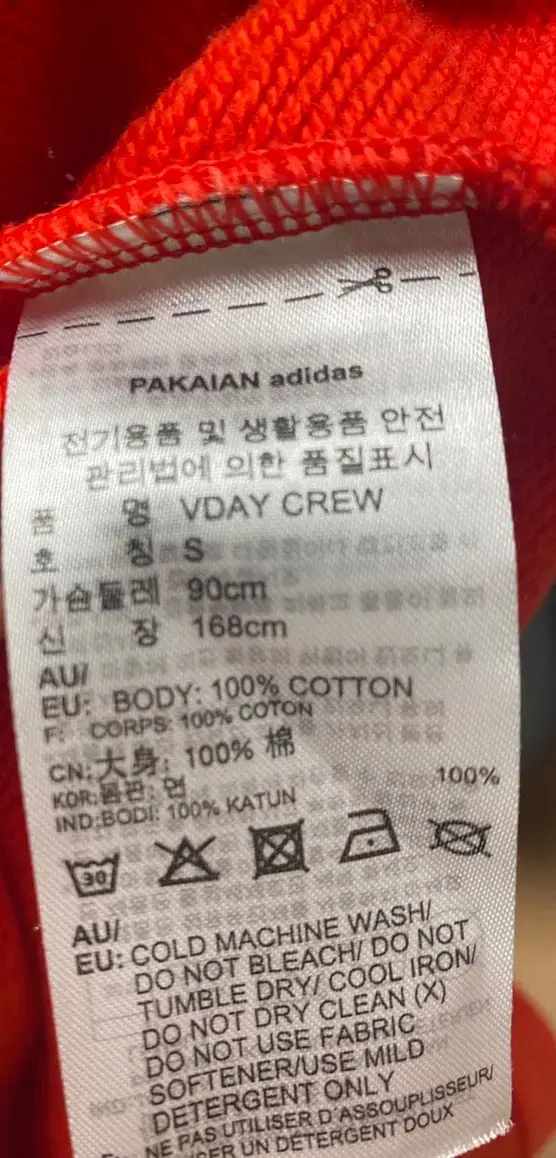 PAKAIAN adidas
전기용품 및 생활용품 안전
관리법에 의한 품질표시
품 명 VDAY CREW
호 칭 S
가슴둘레 90cm
신 장 168cm
AU/
EU: BODY: 100% COTTON
F: CORPS: 100% COTON
CN: 大身: 100% 棉
KOR:몸판: 면 100%
IND:BODI: 100% KATUN
30
AU/
EU: COLD MACHINE WASH/
DO NOT BLEACH/ DO NOT
TUMBLE DRY/ COOL IRON/
DO NOT DRY CLEAN (X)
DO NOT USE FABRIC
SOFTENER/USE MILD
DETERGENT ONLY
NE PAS UTILISER D'ASSOUPLISSEUR/
UN DÉTERGENT DOUX